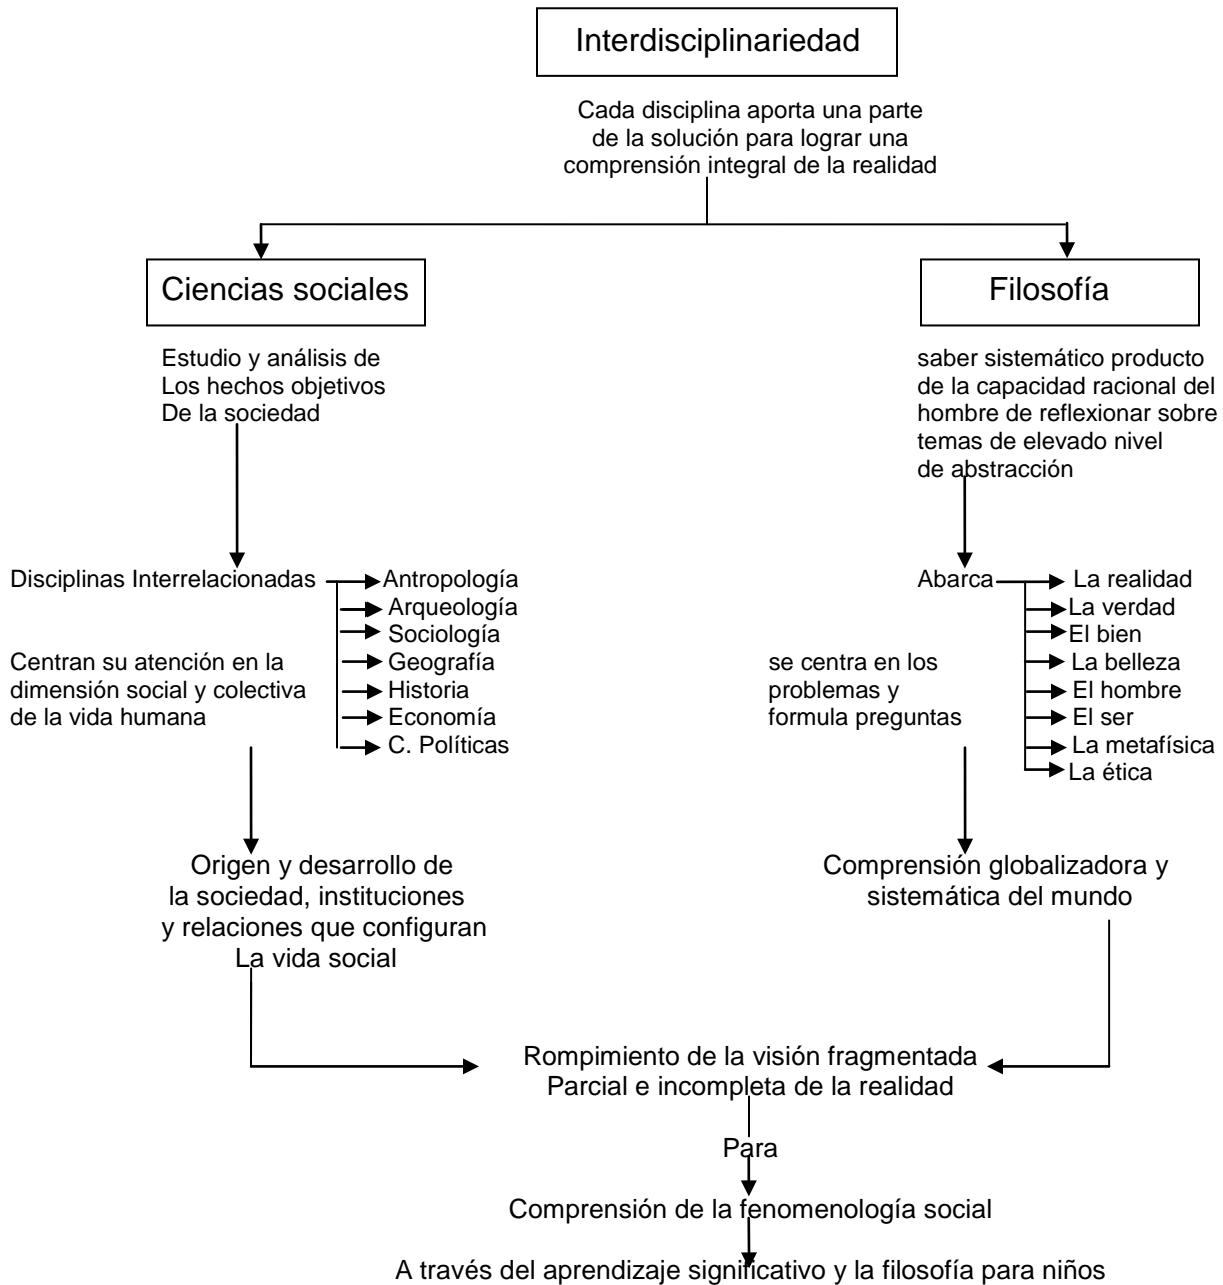 Interdisciplinariedad
Cada disciplina aporta una parte
de la solución para lograr una
comprensión integral de la realidad
Ciencias sociales
Estudio y análisis de
Los hechos objetivos
De la sociedad
Disciplinas Interrelacionadas
Antropología
Arqueología
Sociología
Geografía
Historia
Economía
C. Políticas
Centran su atención en la
dimensión social y colectiva
de la vida humana
Origen y desarrollo de
la sociedad, instituciones
y relaciones que configuran
La vida social
Filosofía
saber sistemático producto
de la capacidad racional del
hombre de reflexionar sobre
temas de elevado nivel
de abstracción
Abarca
La realidad
La verdad
El bien
La belleza
El hombre
El ser
La metafísica
La ética
se centra en los
problemas y
formula preguntas
Comprensión globalizadora y
sistemática del mundo
Rompimiento de la visión fragmentada
Parcial e incompleta de la realidad
Para
Comprensión de la fenomenología social
A través del aprendizaje significativo y la filosofía para niños